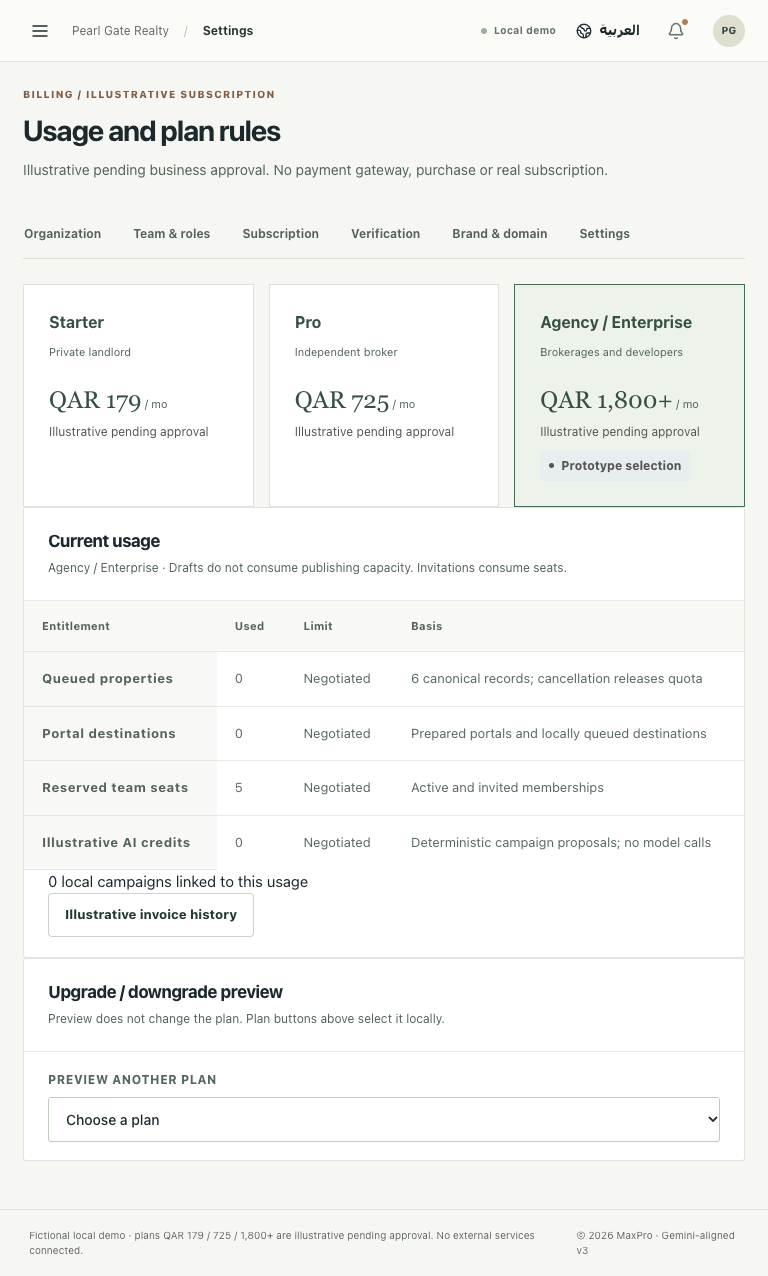 Pearl Gate Realty / Settings
Local demo
العربية
PG
BILLING / ILLUSTRATIVE SUBSCRIPTION
Usage and plan rules
Illustrative pending business approval. No payment gateway, purchase or real subscription.
Organization Team & roles Subscription Verification Brand & domain Settings
Starter
Private landlord
QAR 179 / mo
Illustrative pending approval
Pro
Independent broker
QAR 725 / mo
Illustrative pending approval
Agency / Enterprise
Brokerages and developers
QAR 1,800+ / mo
Illustrative pending approval
Prototype selection
Current usage
Agency / Enterprise · Drafts do not consume publishing capacity. Invitations consume seats.
Entitlement Used Limit Basis
Queued properties 0 Negotiated 6 canonical records; cancellation releases quota
Portal destinations 0 Negotiated Prepared portals and locally queued destinations
Reserved team seats 5 Negotiated Active and invited memberships
Illustrative AI credits 0 Negotiated Deterministic campaign proposals; no model calls
0 local campaigns linked to this usage
Illustrative invoice history
Upgrade / downgrade preview
Preview does not change the plan. Plan buttons above select it locally.
PREVIEW ANOTHER PLAN
Choose a plan
Fictional local demo · plans QAR 179 / 725 / 1,800+ are illustrative pending approval. No external services
connected.
© 2026 MaxPro · Gemini-aligned
v3